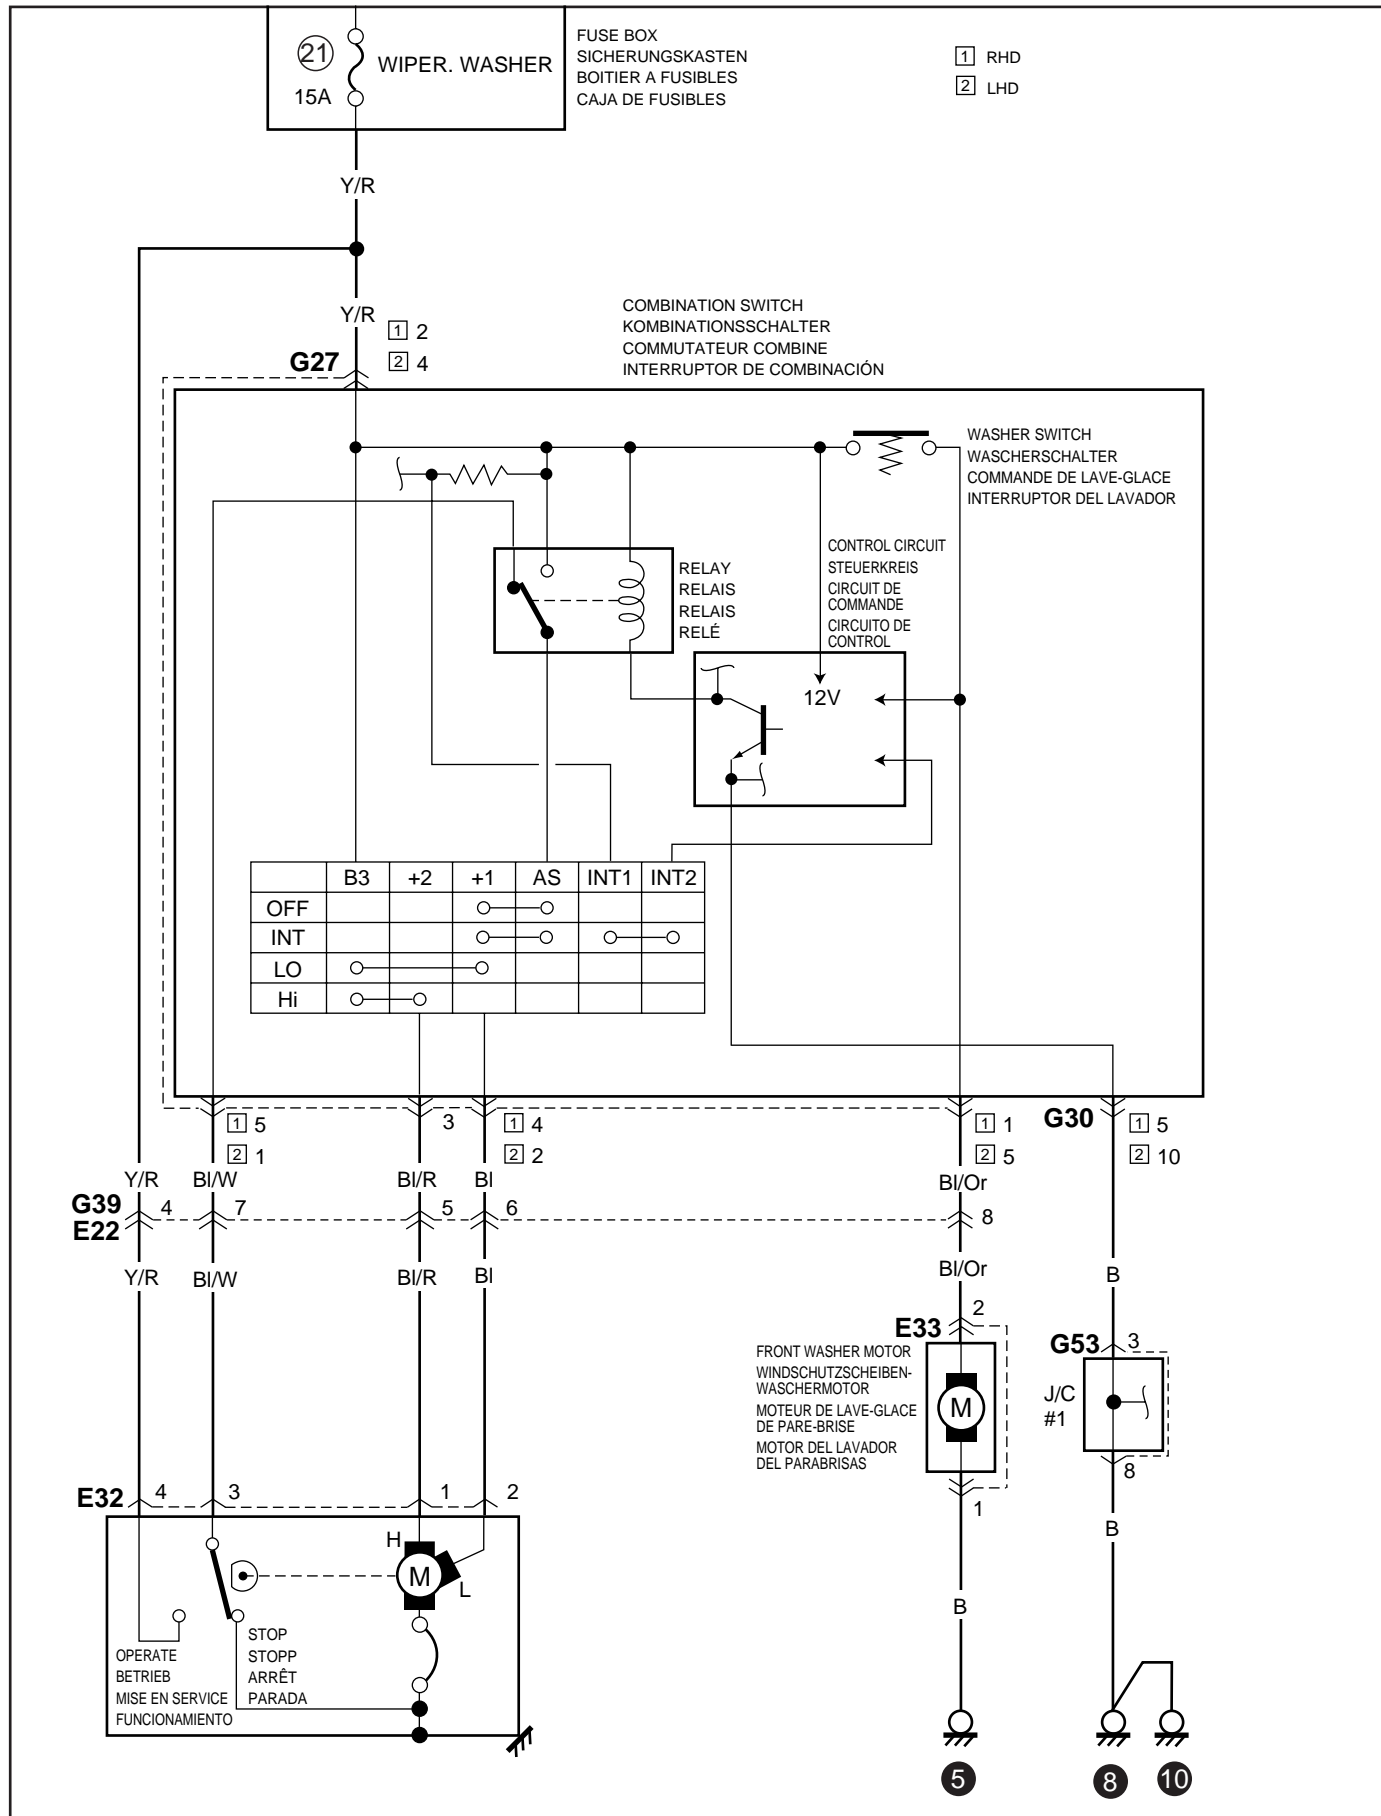 21
15A
WIPER. WASHER
FUSE BOX
SICHERUNGSKASTEN
BOITIER A FUSIBLES
CAJA DE FUSIBLES
1 RHD
2 LHD
Y/R
Y/R
1 2
2 4
G27
COMBINATION SWITCH
KOMBINATIONSSCHALTER
COMMUTATEUR COMBINE
INTERRUPTOR DE COMBINACIÓN
WASHER SWITCH
WASCHERSCHALTER
COMMANDE DE LAVE-GLACE
INTERRUPTOR DEL LAVADOR
RELAY
RELAIS
RELAIS
RELÉ
CONTROL CIRCUIT
STEUERKREIS
CIRCUIT DE
COMMANDE
CIRCUITO DE
CONTROL
12V
B3 +2 +1 AS INT1 INT2
OFF
INT
LO
Hi
1 5
2 1
3
1 4
2 2
1 1
2 5
G30
1 5
2 10
Y/R Bl/W Bl/R Bl Bl/Or
G39
E22
4 7 5 6 8
Y/R Bl/W Bl/R Bl Bl/Or B
E33
2
FRONT WASHER MOTOR
WINDSCHUTZSCHEIBEN-
WASCHERMOTOR
MOTEUR DE LAVE-GLACE
DE PARE-BRISE
MOTOR DEL LAVADOR
DEL PARABRISAS
M
1
G53 3
J/C
#1
8
E32 4 3 1 2
H
M
L
OPERATE
BETRIEB
MISE EN SERVICE
FUNCIONAMIENTO
STOP
STOPP
ARRÊT
PARADA
B
B
5 8 10